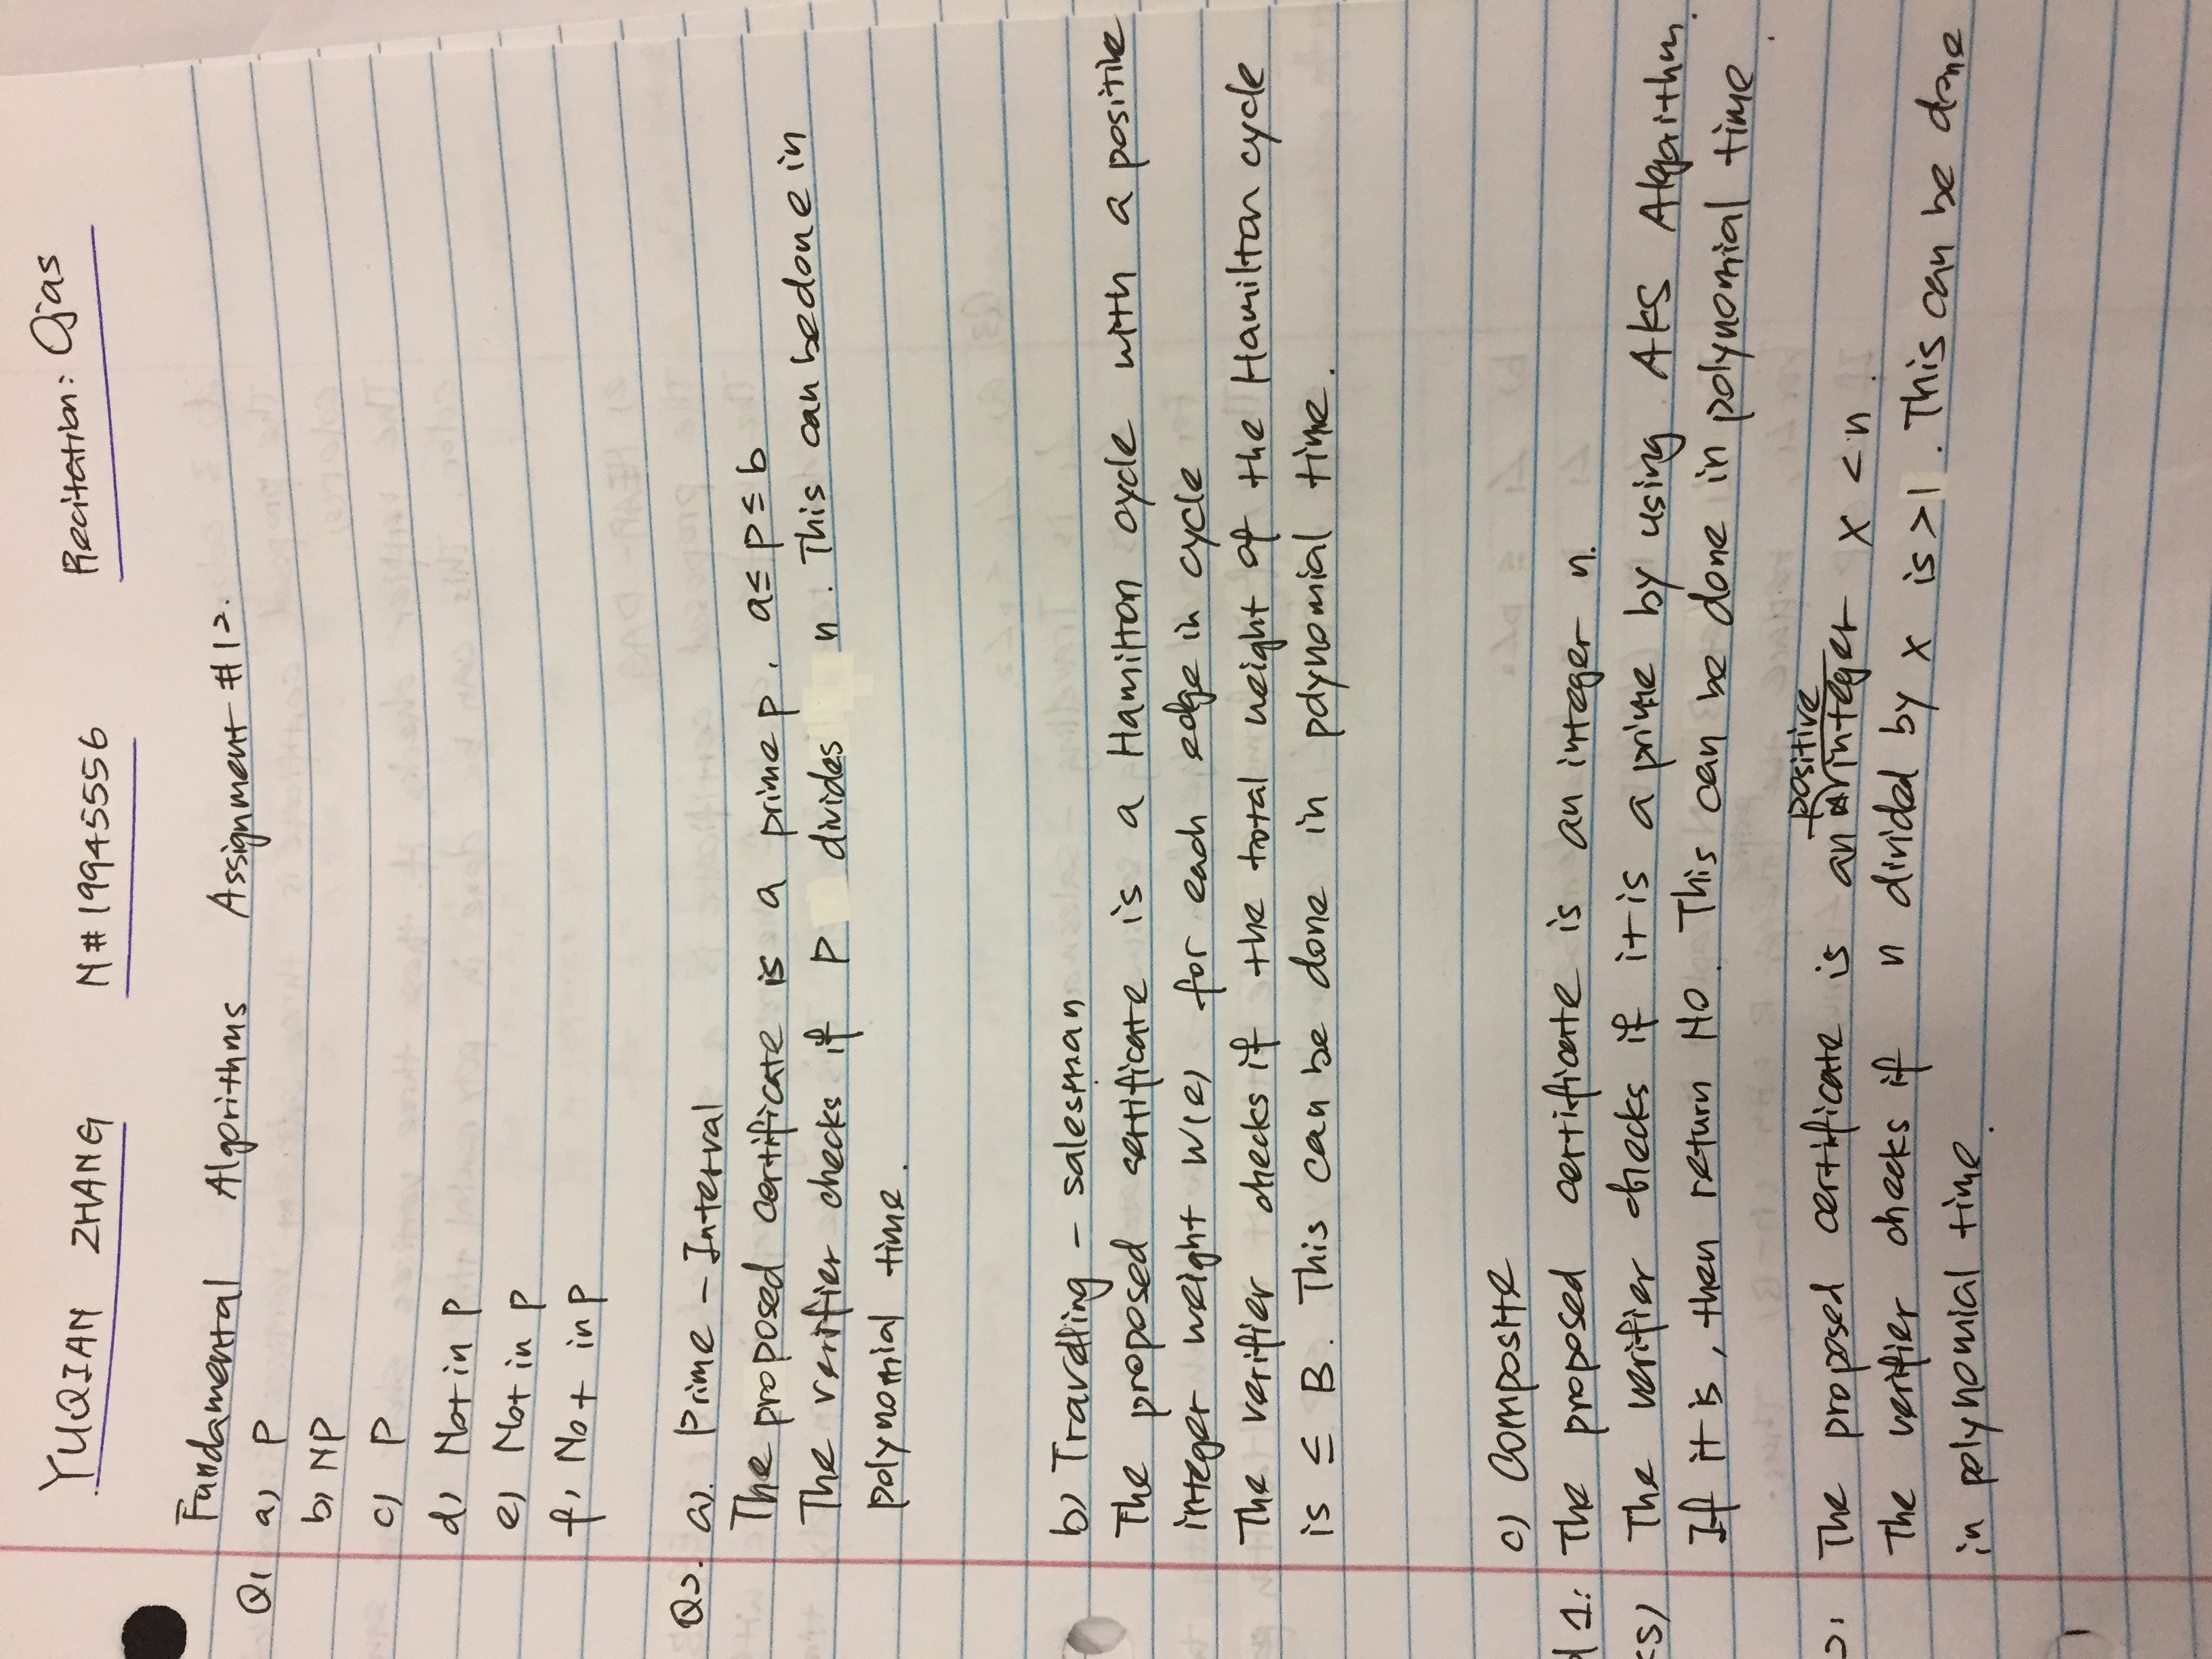 YUQIAN ZHANG N# 19945556 Recitation: Ojas
Fundamental Algorithms Assignment #12.
Q1 a) P
b) NP
c) P
d) Not in P
e) Not in P
f) Not in P
Q2. a). Prime - Interval
The proposed certificate is a prime p, a ≤ p ≤ b
The verifier checks if P divides n. This can be done in
polynomial time.
b) Travelling - salesman
The proposed certificate is a Hamilton cycle with a positive
integer weight W(e) for each edge in cycle
The verifier checks if the total weight of the Hamilton cycle
is ≤ B. This can be done in polynomial time.
c) Composite
1: The proposed certificate is an integer n.
The verifier checks if it is a prime by using AKS Algorithm.
If it is, then return NO. This can be done in polynomial time.
The proposed certificate is an positive integer x < n.
The verifier checks if n divided by x is >1. This can be done
in polynomial time.